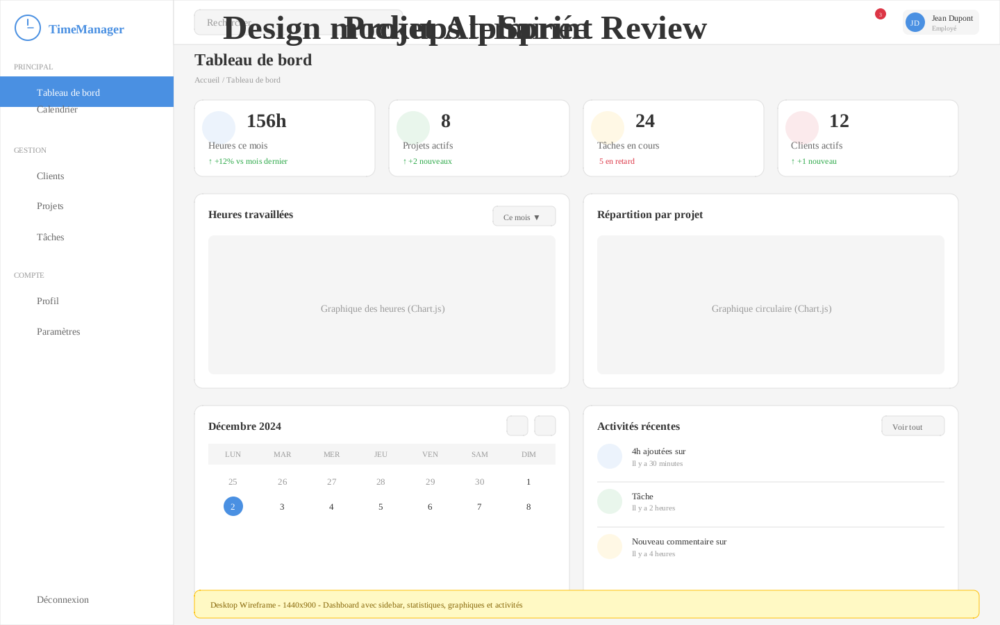 TimeManager
PRINCIPAL
Tableau de bord
Calendrier
GESTION
Clients
Projets
Tâches
COMPTE
Profil
Paramètres
Déconnexion
Rechercher
Design mockups terminée
Projet Alpha
Sprint Review
3
JD
Jean Dupont
Employé
Tableau de bord
Accueil / Tableau de bord
156h
Heures ce mois
↑ +12% vs mois dernier
8
Projets actifs
↑ +2 nouveaux
24
Tâches en cours
5 en retard
12
Clients actifs
↑ +1 nouveau
Heures travaillées
Ce mois ▼
Graphique des heures (Chart.js)
Répartition par projet
Graphique circulaire (Chart.js)
Décembre 2024
LUN MAR MER JEU VEN SAM DIM
25 26 27 28 29 30 1
2 3 4 5 6 7 8
Activités récentes
Voir tout
4h ajoutées sur
Il y a 30 minutes
Tâche
Il y a 2 heures
Nouveau commentaire sur
Il y a 4 heures
Desktop Wireframe - 1440x900 - Dashboard avec sidebar, statistiques, graphiques et activités